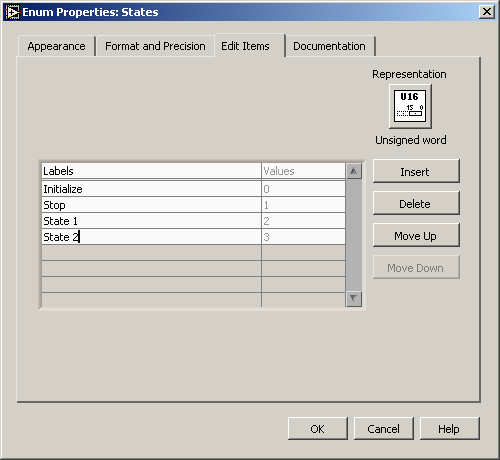 Enum Properties: States
Appearance
Format and Precision
Edit Items
Documentation
Representation
U16
15 0
Unsigned word
Labels Values
Initialize 0
Stop 1
State 1 2
State 2 3
Insert
Delete
Move Up
Move Down
OK
Cancel
Help